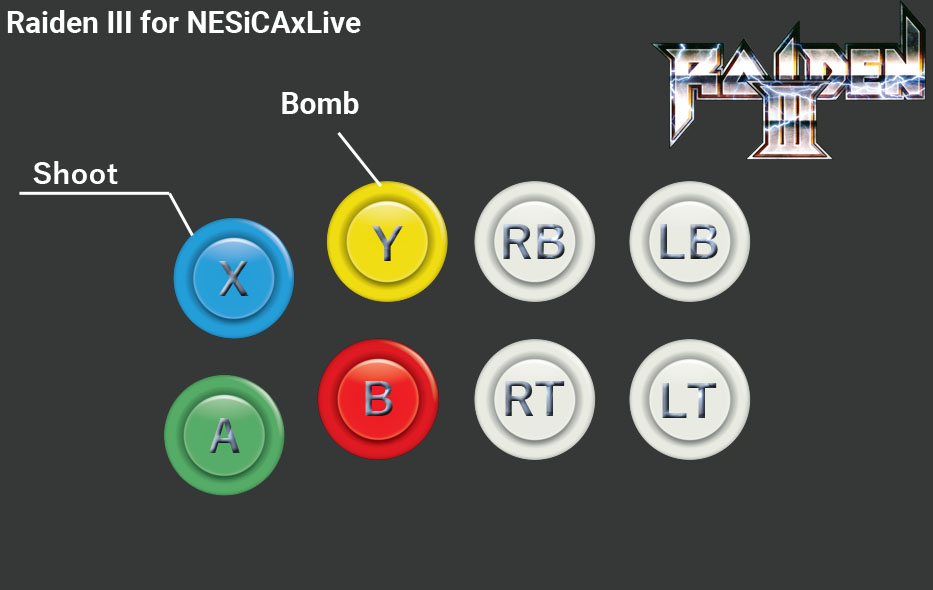 Raiden III for NESiCAxLive
RAIDEN
III
Bomb
Shoot
X
Y
RB
LB
A
B
RT
LT